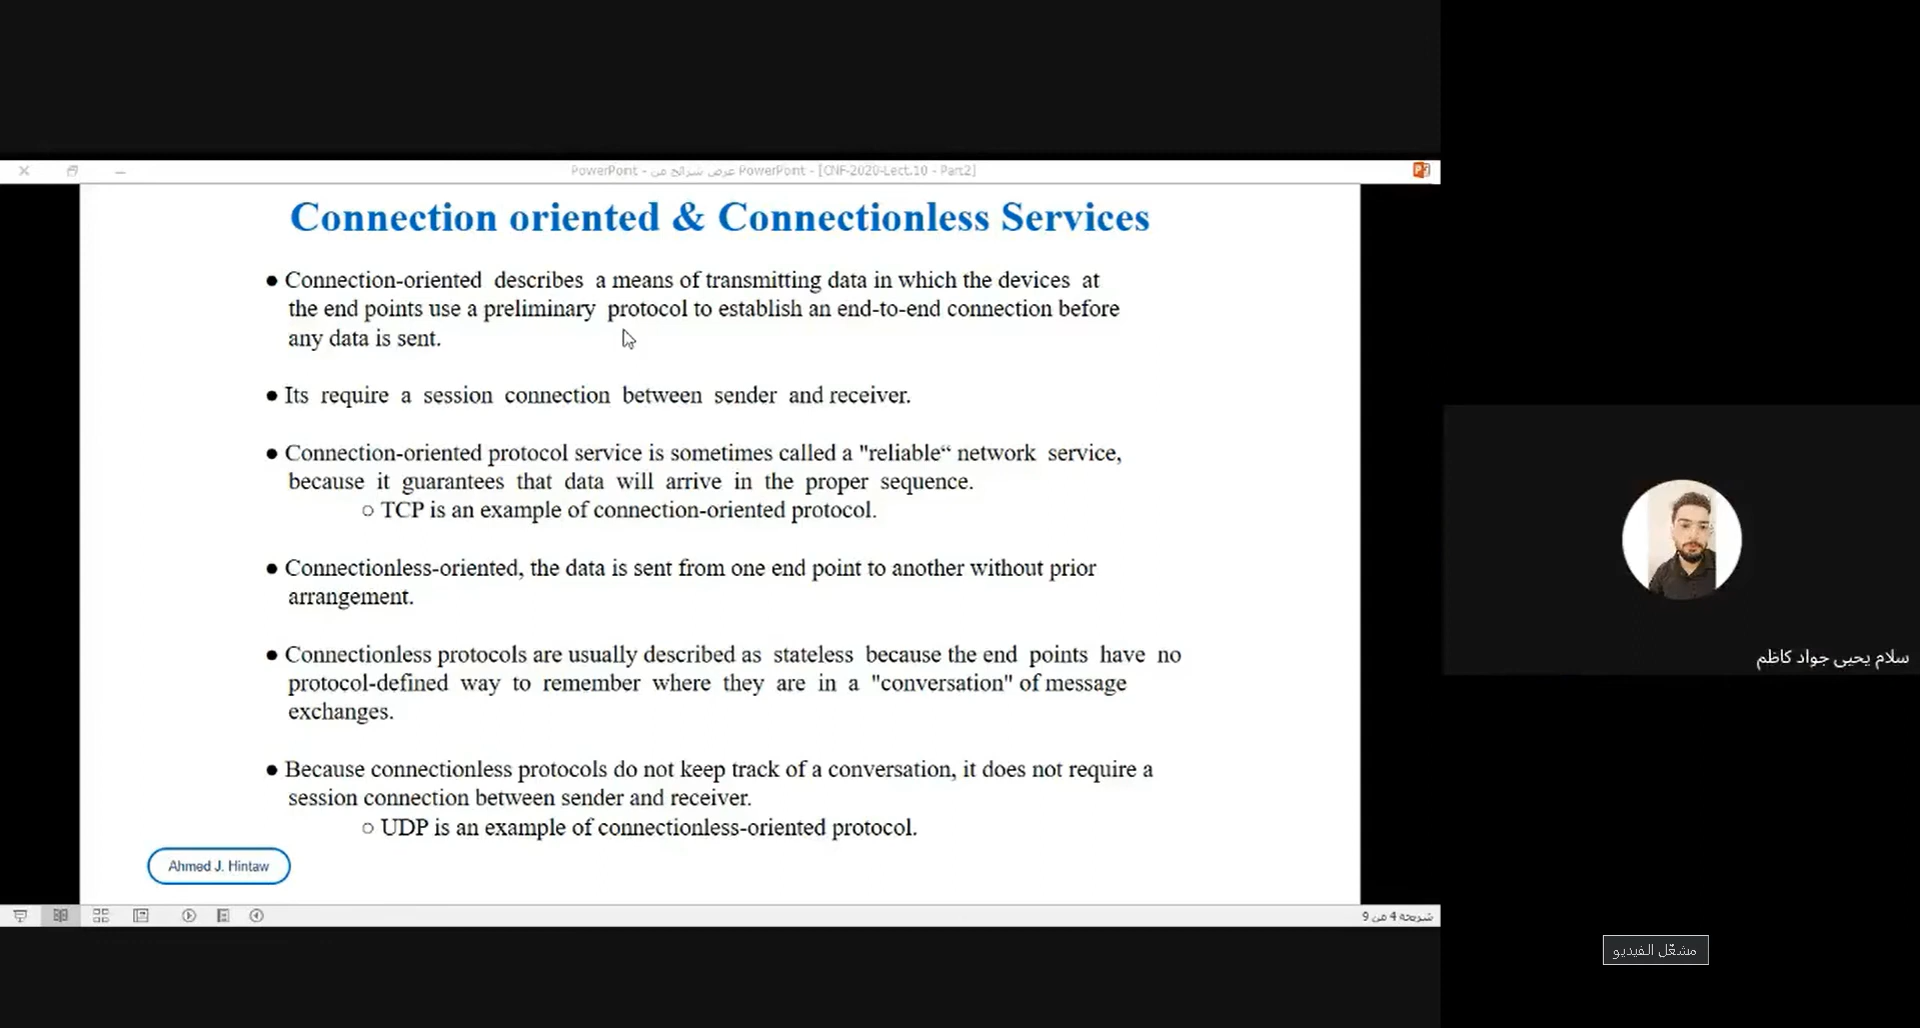 PowerPoint - عرض شرائح من PowerPoint - [CNF-2020-Lect.10 - Part2]
Connection oriented & Connectionless Services
● Connection-oriented describes a means of transmitting data in which the devices at
the end points use a preliminary protocol to establish an end-to-end connection before
any data is sent.
● Its require a session connection between sender and receiver.
● Connection-oriented protocol service is sometimes called a "reliable“ network service,
because it guarantees that data will arrive in the proper sequence.
○ TCP is an example of connection-oriented protocol.
● Connectionless-oriented, the data is sent from one end point to another without prior
arrangement.
● Connectionless protocols are usually described as stateless because the end points have no
protocol-defined way to remember where they are in a "conversation" of message
exchanges.
● Because connectionless protocols do not keep track of a conversation, it does not require a
session connection between sender and receiver.
○ UDP is an example of connectionless-oriented protocol.
Ahmed J. Hintaw
شريحة 4 من 9
سلام يحيى جواد كاظم
مشغّل الفيديو